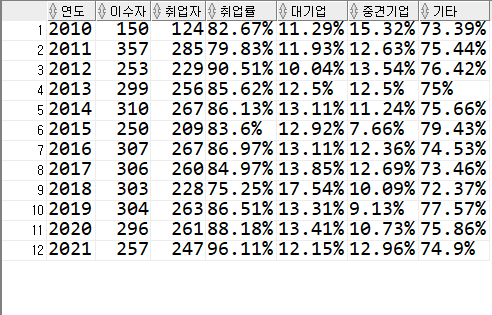 연도 이수자 취업자 취업률 대기업 중견기업 기타
1 2010 150 124 82.67% 11.29% 15.32% 73.39%
2 2011 357 285 79.83% 11.93% 12.63% 75.44%
3 2012 253 229 90.51% 10.04% 13.54% 76.42%
4 2013 299 256 85.62% 12.5% 12.5% 75%
5 2014 310 267 86.13% 13.11% 11.24% 75.66%
6 2015 250 209 83.6% 12.92% 7.66% 79.43%
7 2016 307 267 86.97% 13.11% 12.36% 74.53%
8 2017 306 260 84.97% 13.85% 12.69% 73.46%
9 2018 303 228 75.25% 17.54% 10.09% 72.37%
10 2019 304 263 86.51% 13.31% 9.13% 77.57%
11 2020 296 261 88.18% 13.41% 10.73% 75.86%
12 2021 257 247 96.11% 12.15% 12.96% 74.9%